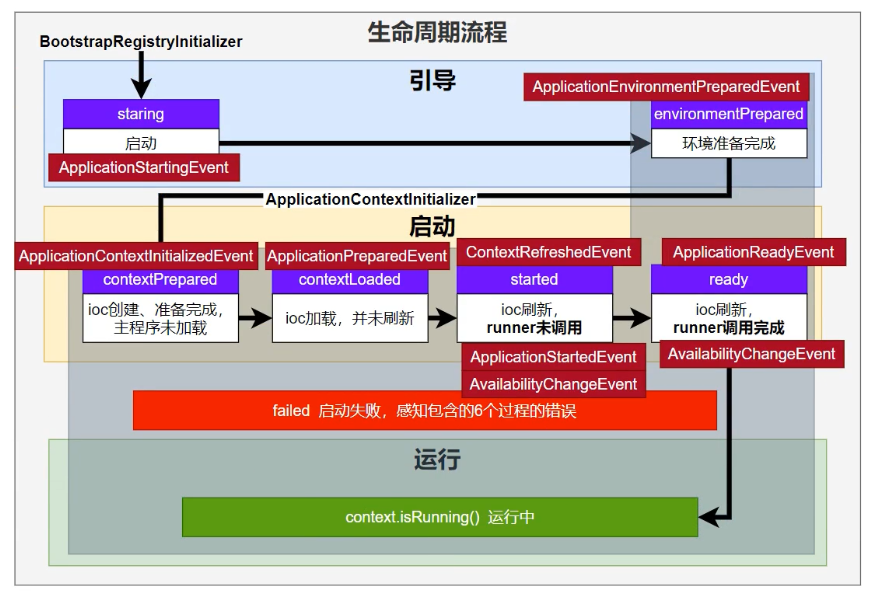 生命周期流程
BootstrapRegistryInitializer
引导
ApplicationEnvironmentPreparedEvent
staring
environmentPrepared
启动
环境准备完成
ApplicationStartingEvent
ApplicationContextInitializer
启动
ApplicationContextInitializedEvent
ApplicationPreparedEvent
ContextRefreshedEvent
ApplicationReadyEvent
contextPrepared
contextLoaded
started
ready
ioc创建、准备完成，
主程序未加载
ioc加载，并未刷新
ioc刷新，
runner未调用
ioc刷新，
runner调用完成
ApplicationStartedEvent
AvailabilityChangeEvent
AvailabilityChangeEvent
failed 启动失败，感知包含的6个过程的错误
运行
context.isRunning() 运行中